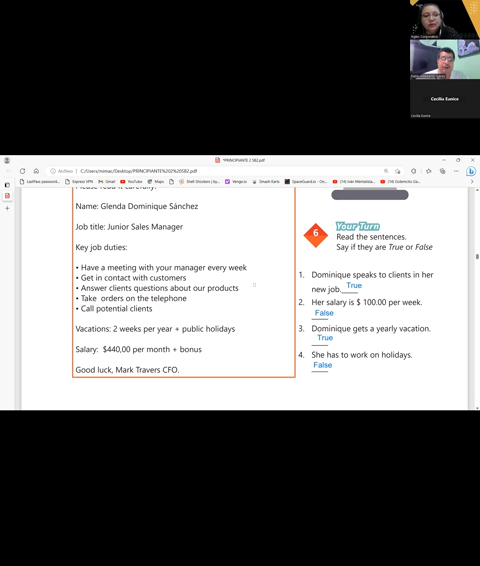 Cecilia Eunice
Cecilia Eunice
*PRINCIPIANTE 2 SB2.pdf
Archivo
C:/Users/mimac/Desktop/PRINCIPIANTE%202%20SB2.pdf
LastPass password...
Express VPN
Gmail
YouTube
Maps
Venge.io
Smash Karts
Please read it carefully.
Name: Glenda Dominique Sánchez
Job title: Junior Sales Manager
Key job duties:
• Have a meeting with your manager every week
• Get in contact with customers
• Answer clients questions about our products
• Take orders on the telephone
• Call potential clients
Vacations: 2 weeks per year + public holidays
Salary: $440,00 per month + bonus
Good luck, Mark Travers CFO.
6
Your Turn
Read the sentences.
Say if they are True or False
1. Dominique speaks to clients in her
new job. True
2. Her salary is $ 100.00 per week.
False
3. Dominique gets a yearly vacation.
True
4. She has to work on holidays.
False